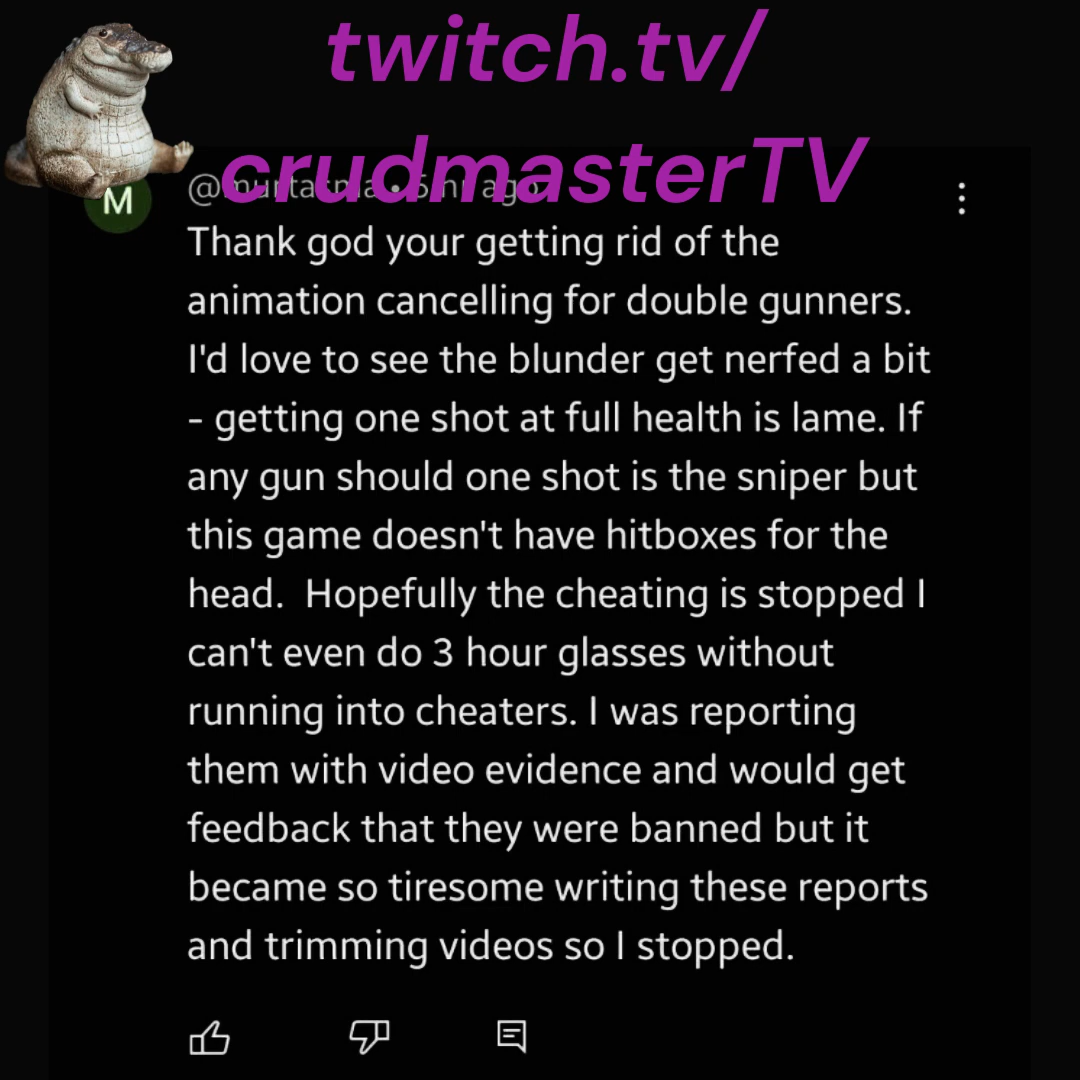 twitch.tv/
crudmasterTV
M
Thank god your getting rid of the
animation cancelling for double gunners.
I'd love to see the blunder get nerfed a bit
- getting one shot at full health is lame. If
any gun should one shot is the sniper but
this game doesn't have hitboxes for the
head.  Hopefully the cheating is stopped I
can't even do 3 hour glasses without
running into cheaters. I was reporting
them with video evidence and would get
feedback that they were banned but it
became so tiresome writing these reports
and trimming videos so I stopped.